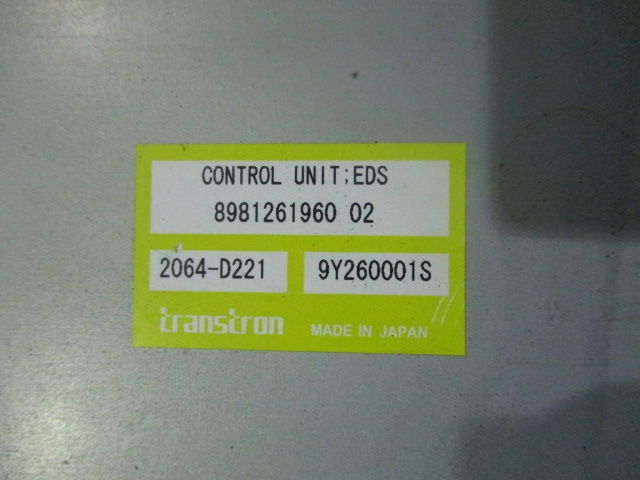 CONTROL UNIT;EDS
8981261960 02
2064-D221 9Y260001S
transtron MADE IN JAPAN